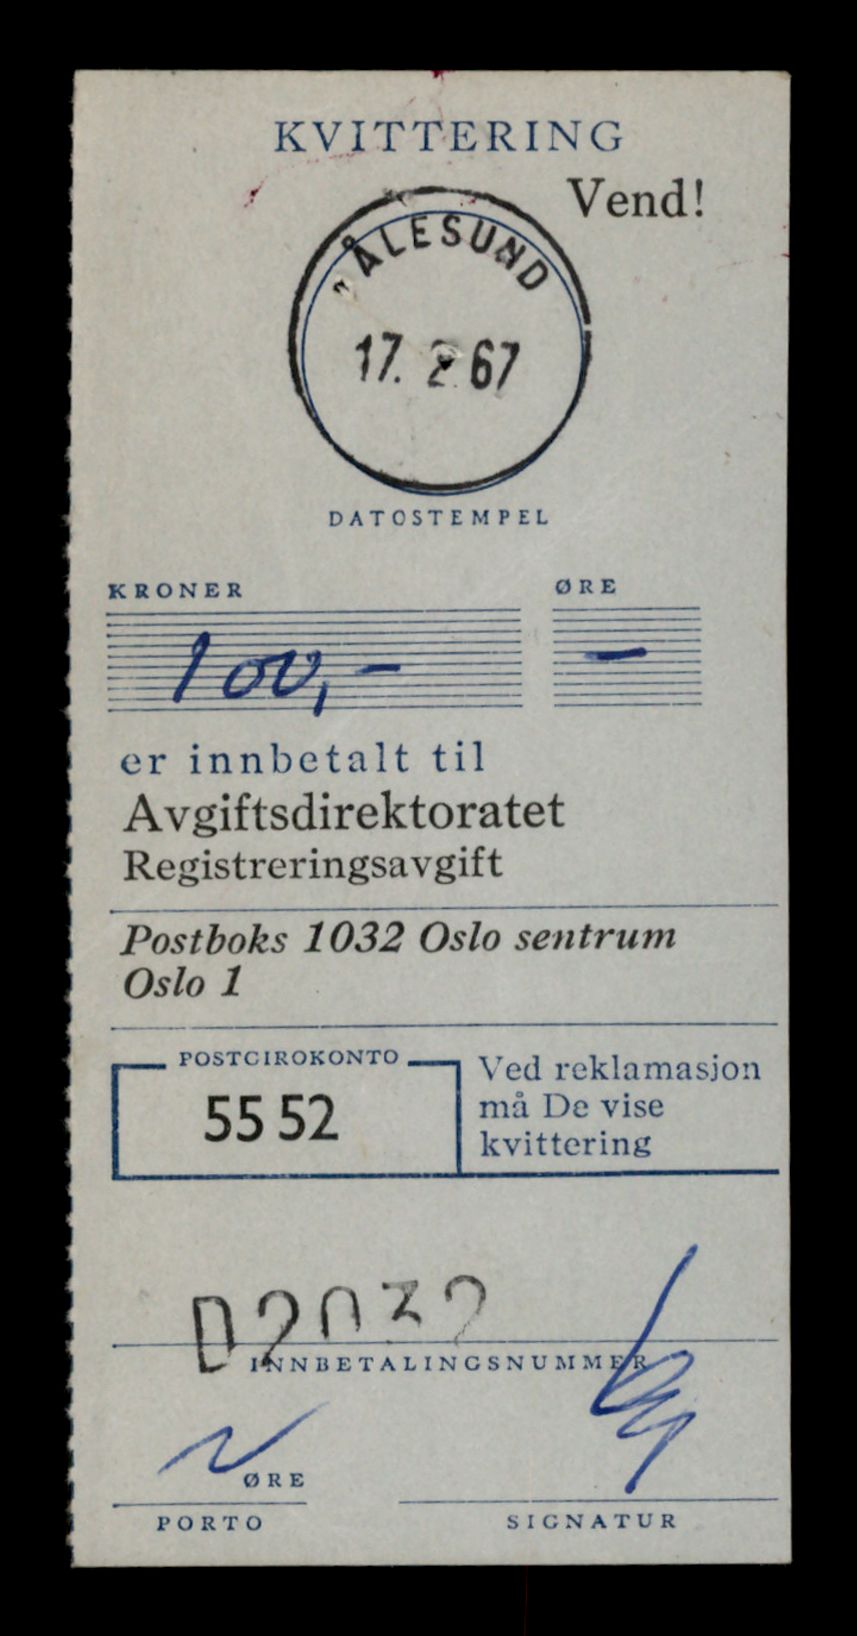 KVITTERING
Vend!
ÅLESUND
17. 2. 67
DATOSTEMPEL
KRONER
ØRE
100,-
-
er innbetalt til
Avgiftsdirektoratet
Registreringsavgift
Postboks 1032 Oslo sentrum
Oslo 1
POSTGIROKONTO
55 52
Ved reklamasjon
må De vise
kvittering
D2032
INNBETALINGSNUMMER
ØRE
PORTO
SIGNATUR